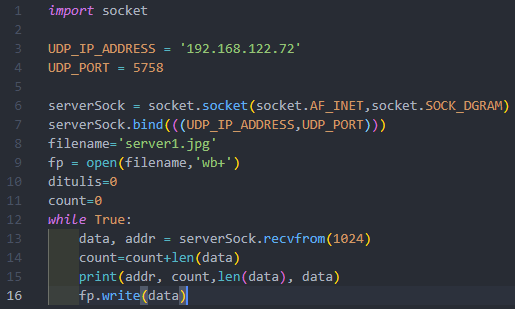 1 import socket
2
3 UDP_IP_ADDRESS = '192.168.122.72'
4 UDP_PORT = 5758
5
6 serverSock = socket.socket(socket.AF_INET,socket.SOCK_DGRAM)
7 serverSock.bind(((UDP_IP_ADDRESS,UDP_PORT)))
8 filename='server1.jpg'
9 fp = open(filename,'wb+')
10 ditulis=0
11 count=0
12 while True:
13     data, addr = serverSock.recvfrom(1024)
14     count=count+len(data)
15     print(addr, count,len(data), data)
16     fp.write(data)